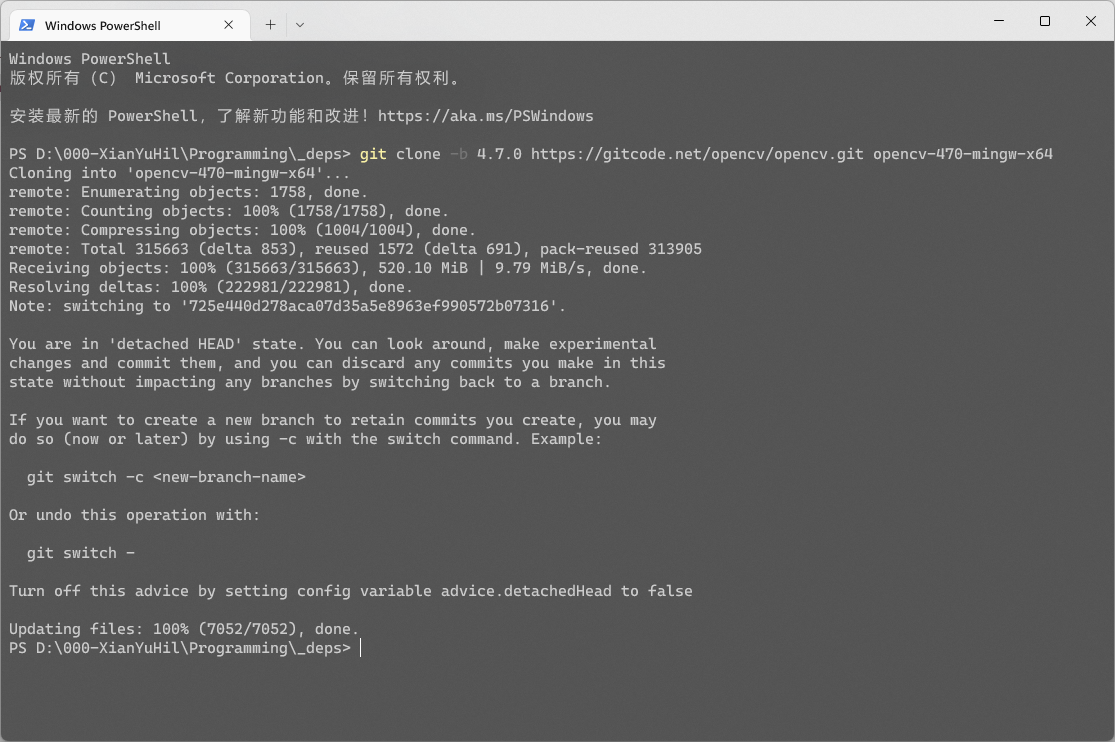 Windows PowerShell
Windows PowerShell
版权所有（C） Microsoft Corporation。保留所有权利。
安装最新的 PowerShell，了解新功能和改进！https://aka.ms/PSWindows
PS D:\000-XianYuHil\Programming\_deps> git clone -b 4.7.0 https://gitcode.net/opencv/opencv.git opencv-470-mingw-x64
Cloning into 'opencv-470-mingw-x64'...
remote: Enumerating objects: 1758, done.
remote: Counting objects: 100% (1758/1758), done.
remote: Compressing objects: 100% (1004/1004), done.
remote: Total 315663 (delta 853), reused 1572 (delta 691), pack-reused 313905
Receiving objects: 100% (315663/315663), 520.10 MiB | 9.79 MiB/s, done.
Resolving deltas: 100% (222981/222981), done.
Note: switching to '725e440d278aca07d35a5e8963ef990572b07316'.
You are in 'detached HEAD' state. You can look around, make experimental
changes and commit them, and you can discard any commits you make in this
state without impacting any branches by switching back to a branch.
If you want to create a new branch to retain commits you create, you may
do so (now or later) by using -c with the switch command. Example:
  git switch -c <new-branch-name>
Or undo this operation with:
  git switch -
Turn off this advice by setting config variable advice.detachedHead to false
Updating files: 100% (7052/7052), done.
PS D:\000-XianYuHil\Programming\_deps>